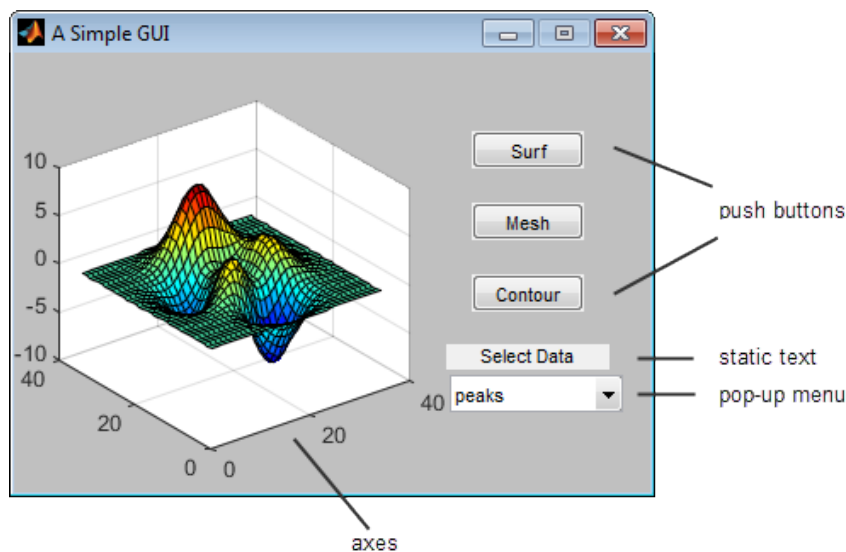 A Simple GUI
10
5
0
-5
-10
40
20
0
0
20
40
Surf
Mesh
Contour
Select Data
peaks
push buttons
static text
pop-up menu
axes